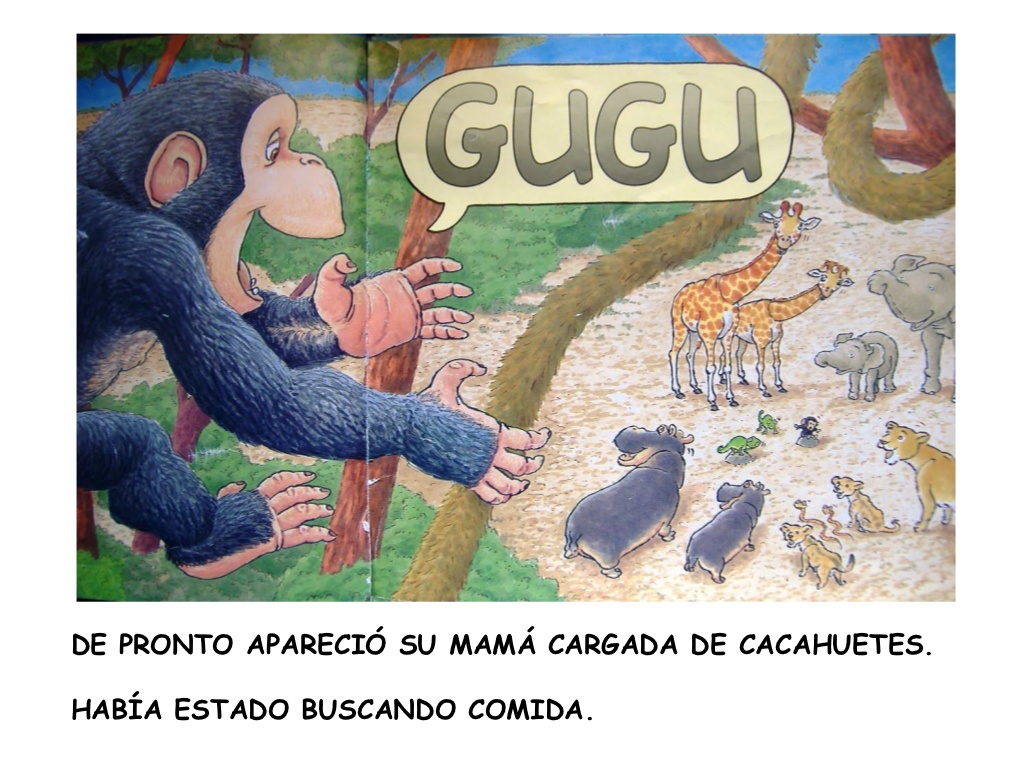 GUGU
DE PRONTO APARECIÓ SU MAMÁ CARGADA DE CACAHUETES.
HABÍA ESTADO BUSCANDO COMIDA.